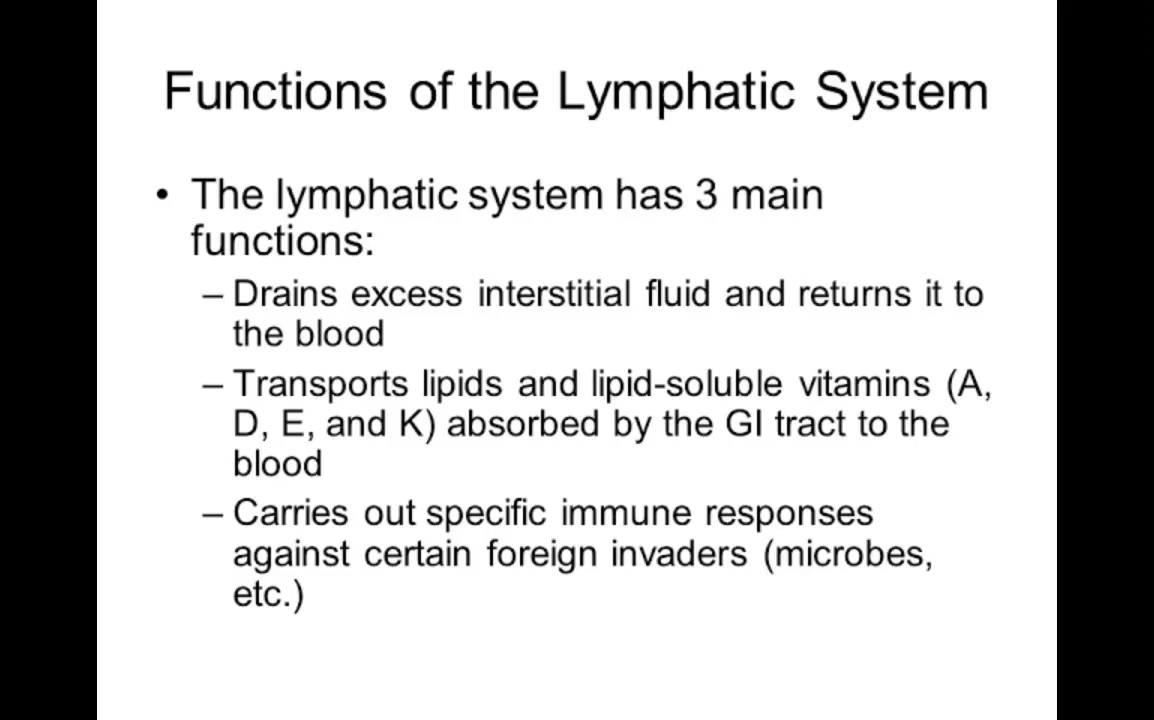 Functions of the Lymphatic System
• The lymphatic system has 3 main
functions:
– Drains excess interstitial fluid and returns it to
the blood
– Transports lipids and lipid-soluble vitamins (A,
D, E, and K) absorbed by the GI tract to the
blood
– Carries out specific immune responses
against certain foreign invaders (microbes,
etc.)